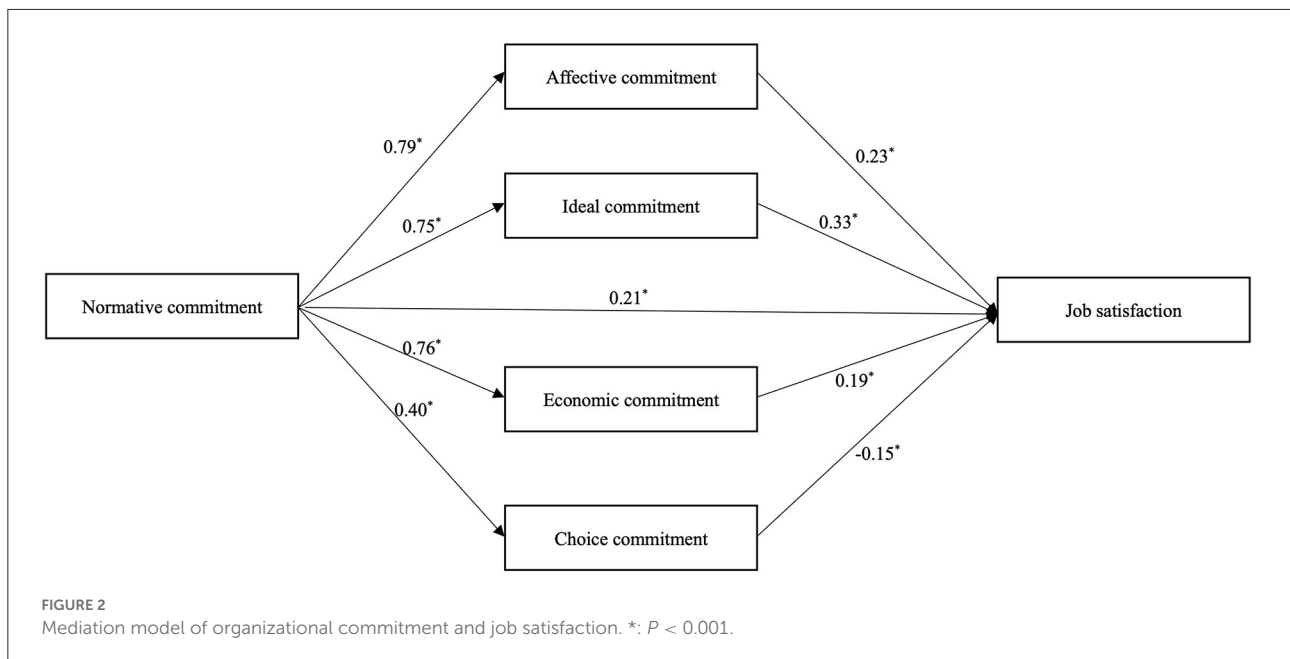 Affective commitment
0.79*
0.23*
Ideal commitment
0.75*
0.33*
Normative commitment
0.21*
Job satisfaction
0.76*
Economic commitment
0.19*
0.40*
-0.15*
Choice commitment
FIGURE 2
Mediation model of organizational commitment and job satisfaction. *: P < 0.001.